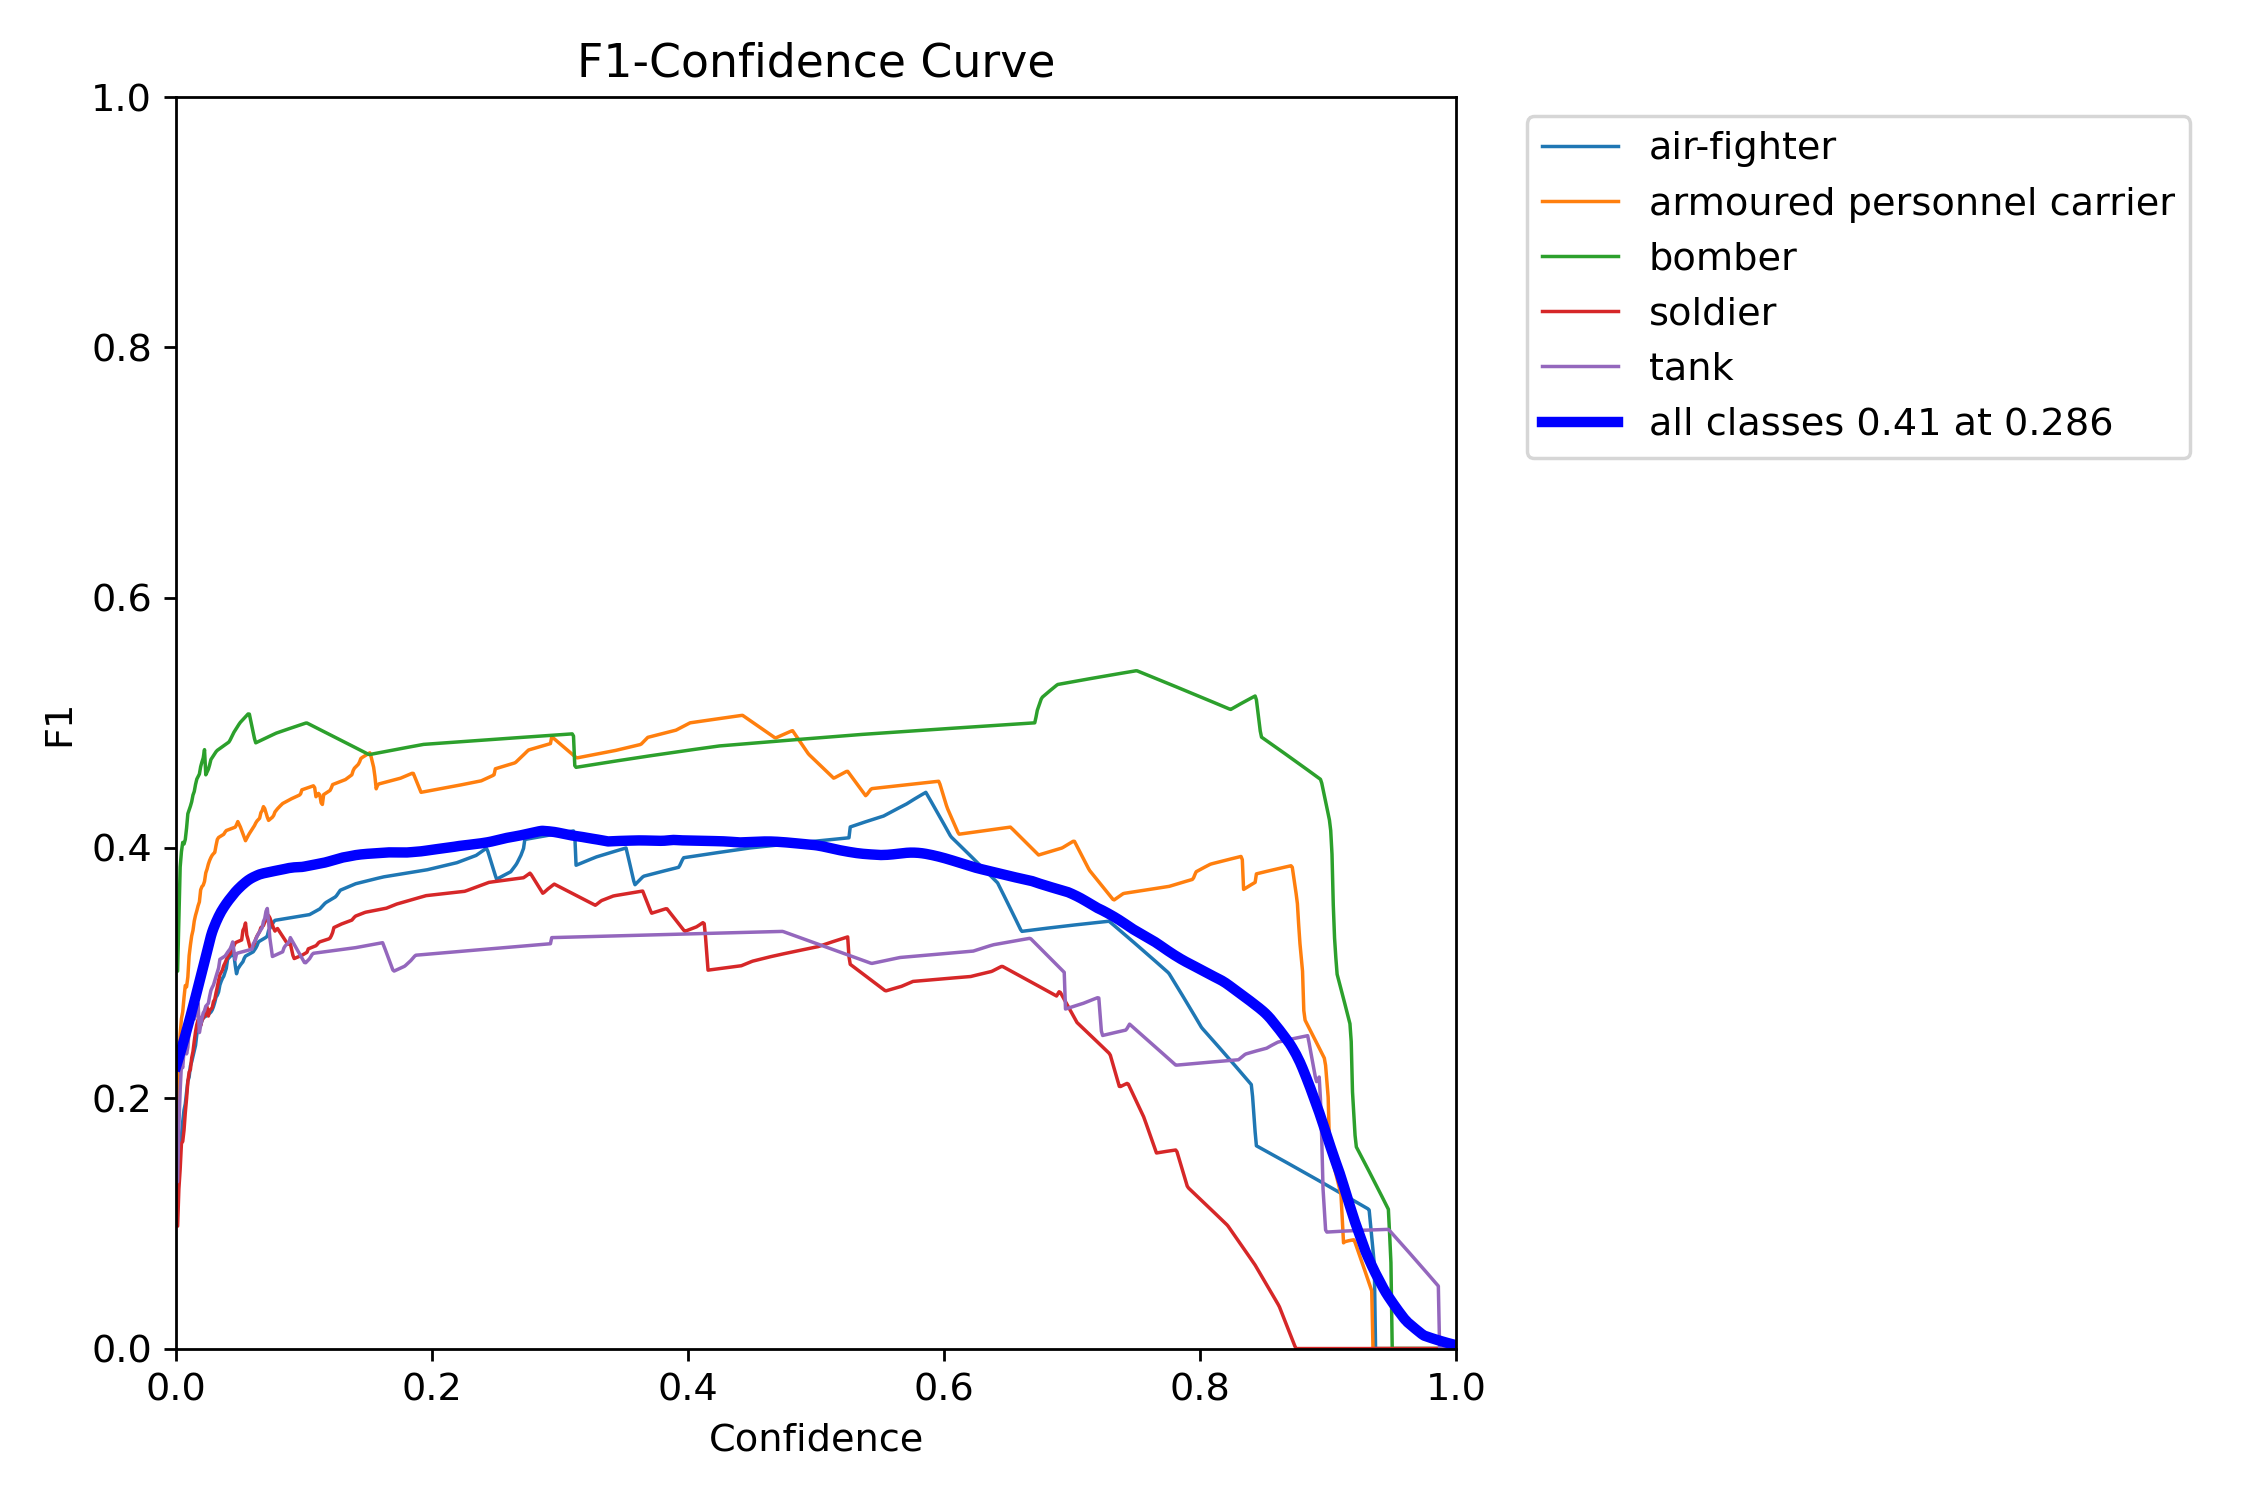 F1-Confidence Curve
1.0
0.8
0.6
0.4
0.2
0.0
F1
0.0 0.2 0.4 0.6 0.8 1.0
Confidence
air-fighter
armoured personnel carrier
bomber
soldier
tank
all classes 0.41 at 0.286